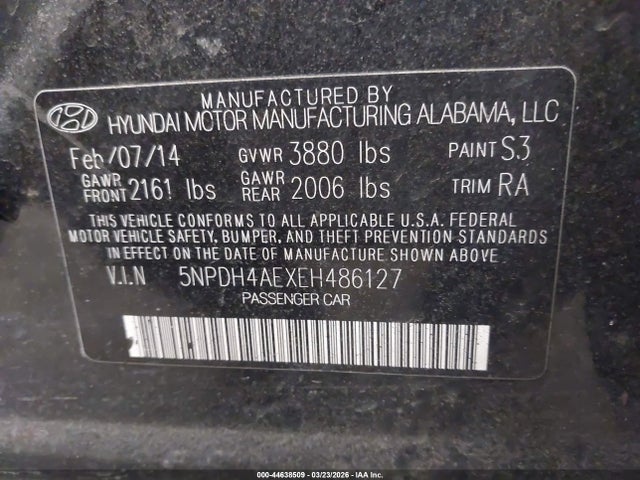 MANUFACTURED BY
HYUNDAI MOTOR MANUFACTURING ALABAMA, LLC
Feb/07/14 GVWR 3880 lbs PAINT S3
GAWR FRONT 2161 lbs GAWR REAR 2006 lbs TRIM RA
THIS VEHICLE CONFORMS TO ALL APPLICABLE U.S.A. FEDERAL
MOTOR VEHICLE SAFETY, BUMPER, AND THEFT PREVENTION STANDARDS
IN EFFECT ON THE DATE OF MANUFACTURE SHOWN ABOVE
V.I.N 5NPDH4AEXEH486127
PASSENGER CAR
000-44638509 - 03/23/2026 - IAA Inc.